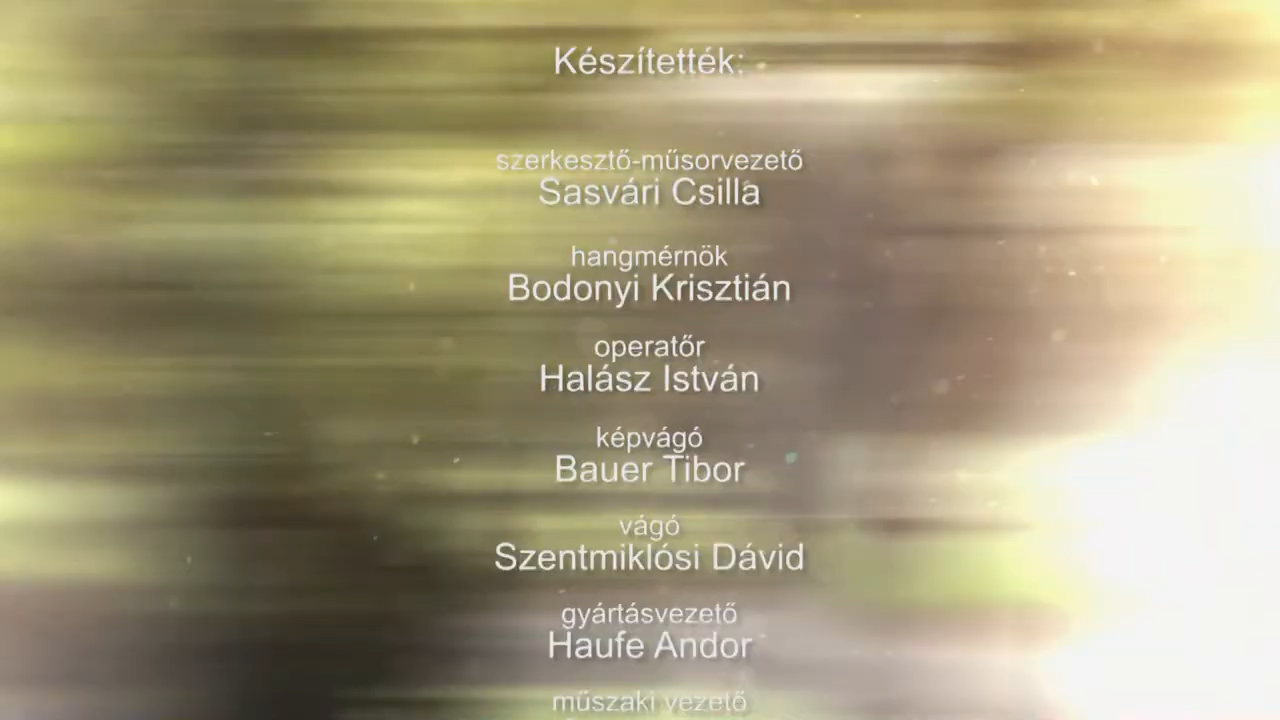 Készítették:
szerkesztő-műsorvezető
Sasvári Csilla
hangmérnök
Bodonyi Krisztián
operatőr
Halász István
képvágó
Bauer Tibor
vágó
Szentmiklósi Dávid
gyártásvezető
Haufe Andor
műszaki vezető